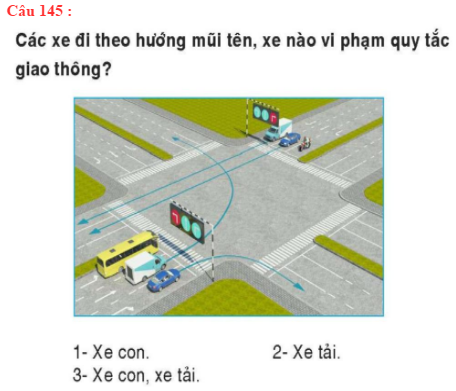 Câu 145 :
Các xe đi theo hướng mũi tên, xe nào vi phạm quy tắc
giao thông?
1- Xe con.
2- Xe tải.
3- Xe con, xe tải.